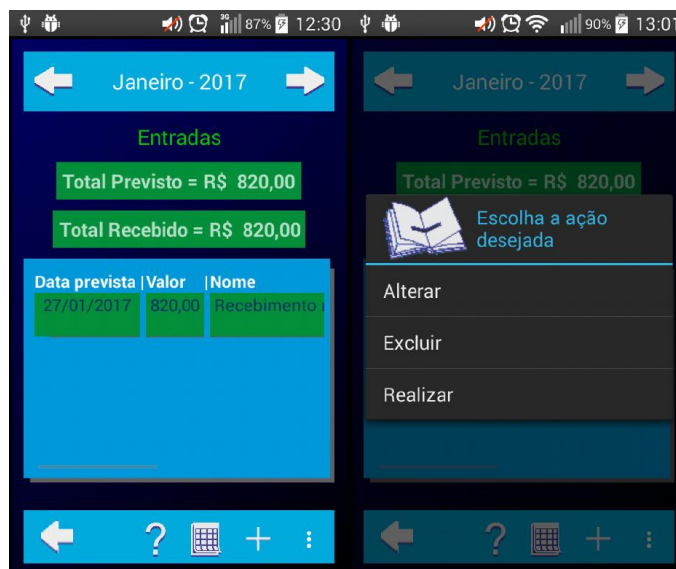 3G 87% 12:30
Janeiro - 2017
Entradas
Total Previsto = R$ 820,00
Total Recebido = R$ 820,00
Data prevista |Valor |Nome
27/01/2017 820,00 Recebimento
?
90% 13:01
Janeiro - 2017
Entradas
Total Previsto = R$ 820,00
Escolha a ação
desejada
Alterar
Excluir
Realizar
?